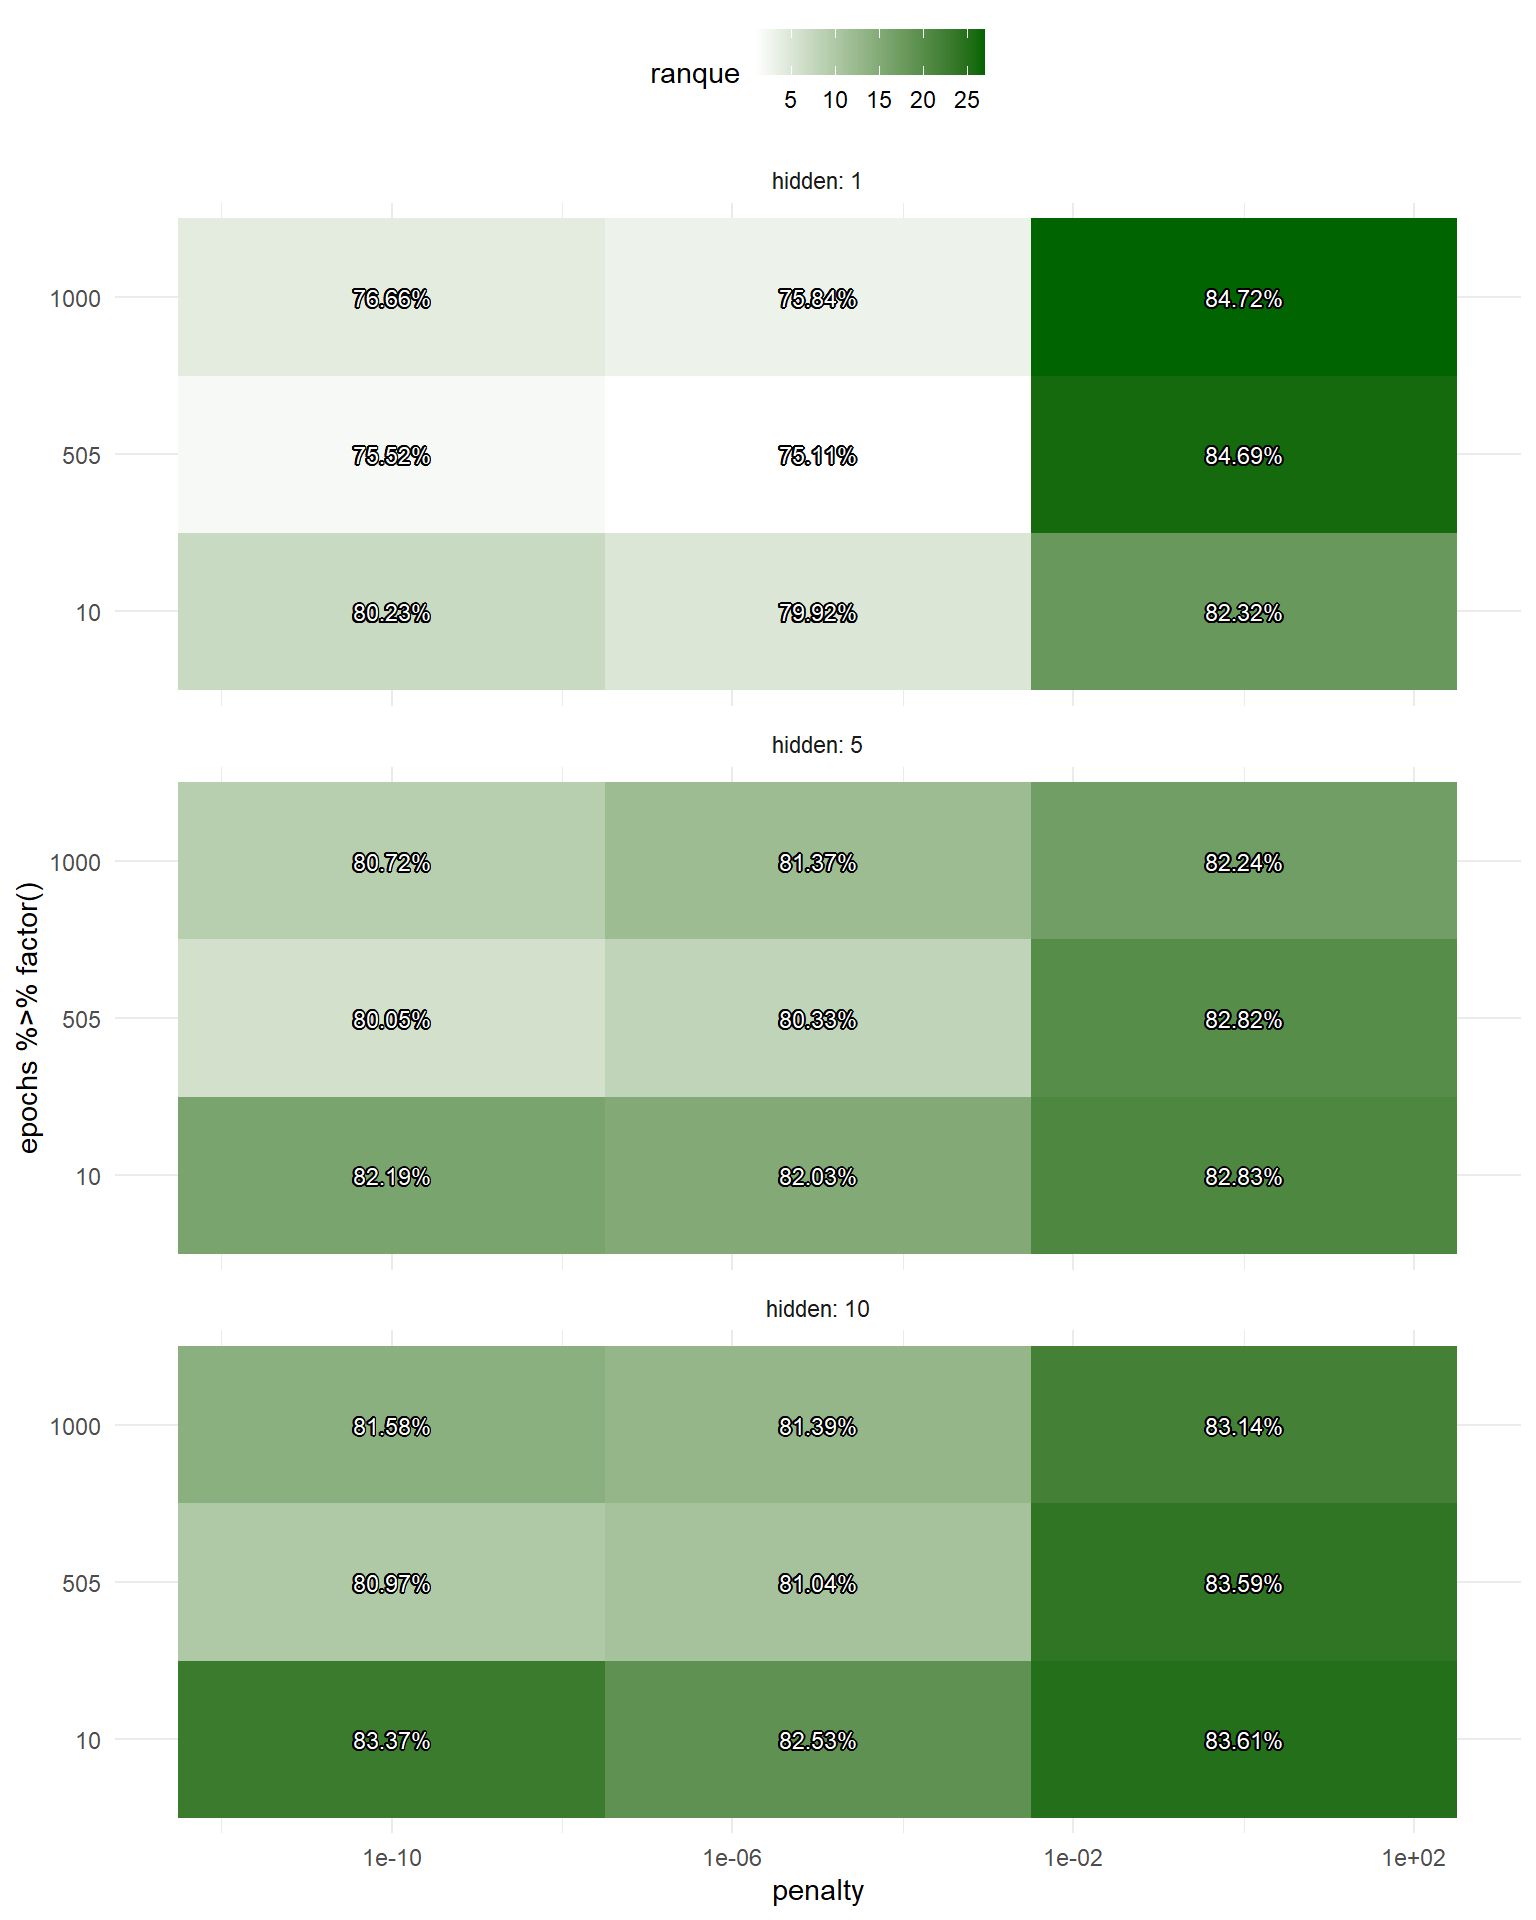 ranque
5 10 15 20 25
hidden: 1
1000 76.66% 75.84% 84.72%
505 75.52% 75.11% 84.69%
10 80.23% 79.92% 82.32%
hidden: 5
1000 80.72% 81.37% 82.24%
505 80.05% 80.33% 82.82%
10 82.19% 82.03% 82.83%
epochs %>% factor()
hidden: 10
1000 81.58% 81.39% 83.14%
505 80.97% 81.04% 83.59%
10 83.37% 82.53% 83.61%
1e-10 1e-06 1e-02 1e+02
penalty